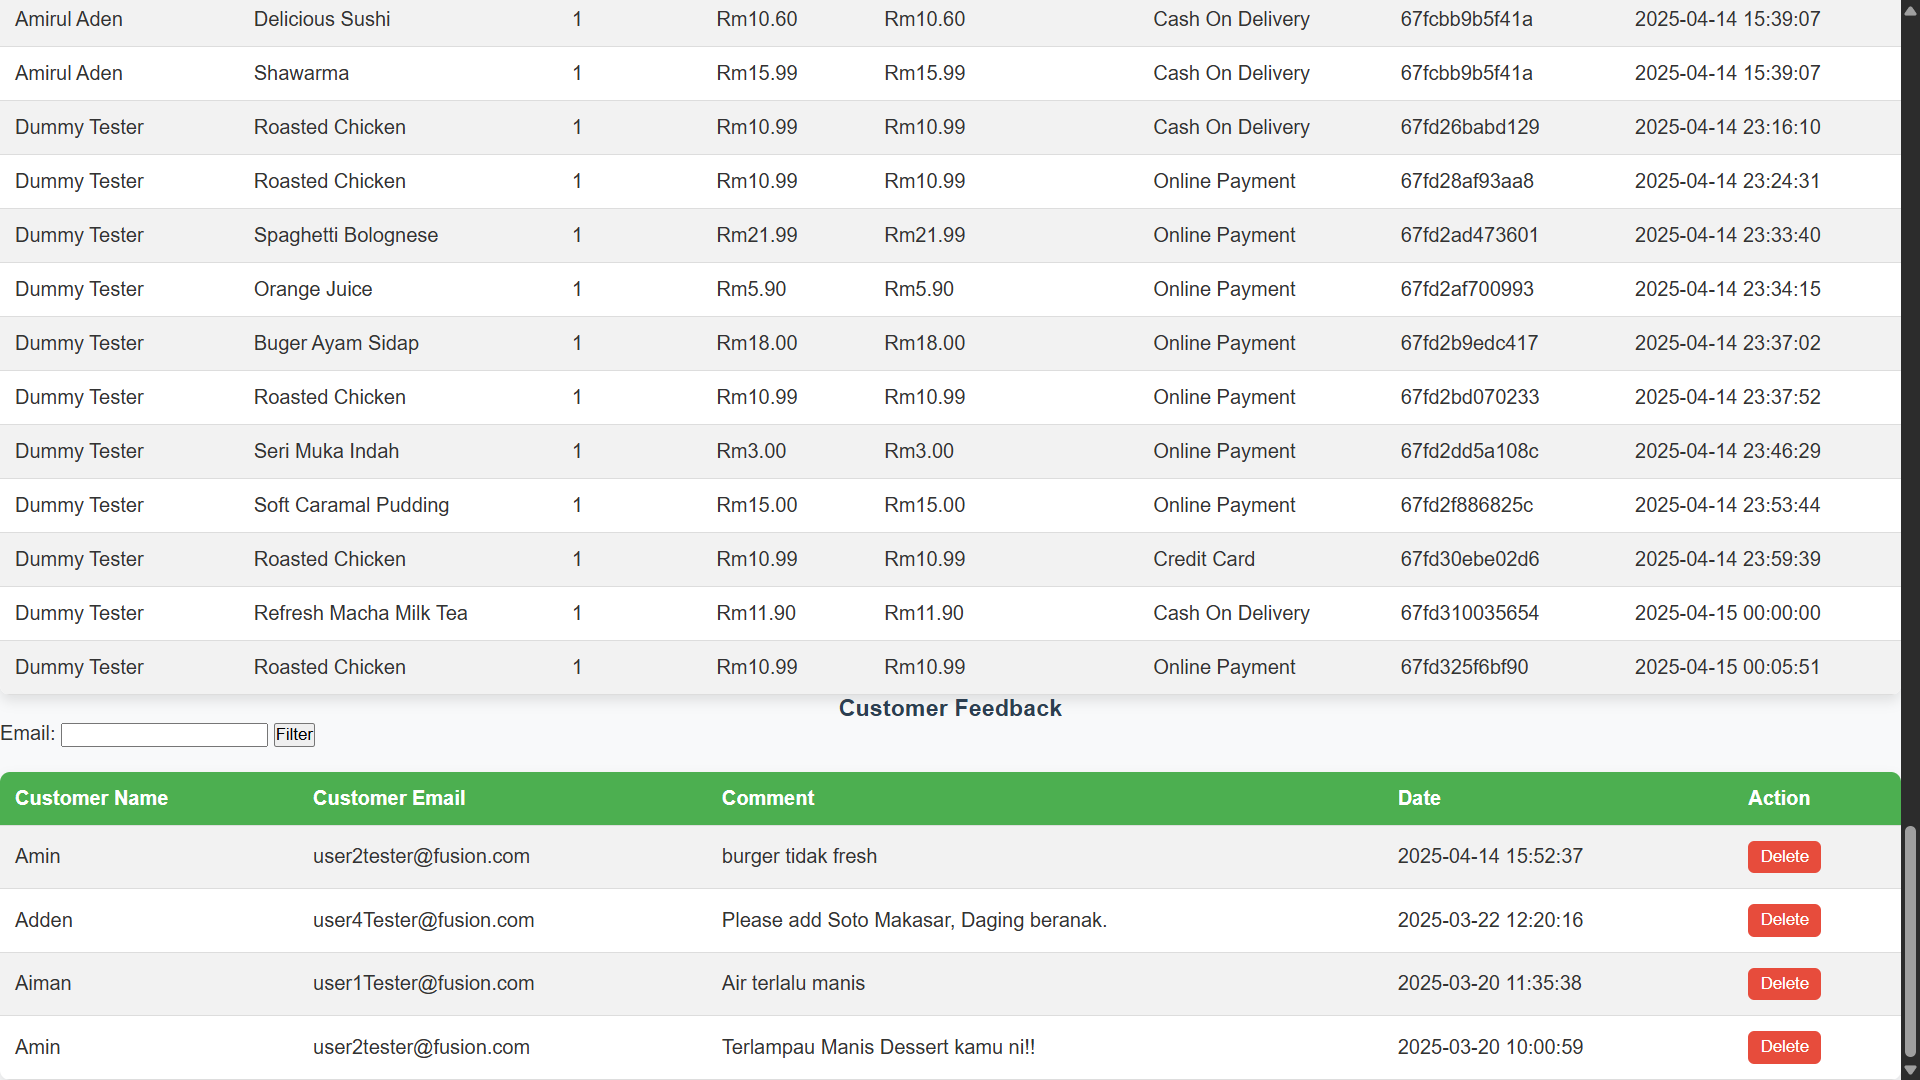 Amirul Aden Delicious Sushi 1 Rm10.60 Rm10.60 Cash On Delivery 67fcbb9b5f41a 2025-04-14 15:39:07
Amirul Aden Shawarma 1 Rm15.99 Rm15.99 Cash On Delivery 67fcbb9b5f41a 2025-04-14 15:39:07
Dummy Tester Roasted Chicken 1 Rm10.99 Rm10.99 Cash On Delivery 67fd26babd129 2025-04-14 23:16:10
Dummy Tester Roasted Chicken 1 Rm10.99 Rm10.99 Online Payment 67fd28af93aa8 2025-04-14 23:24:31
Dummy Tester Spaghetti Bolognese 1 Rm21.99 Rm21.99 Online Payment 67fd2ad473601 2025-04-14 23:33:40
Dummy Tester Orange Juice 1 Rm5.90 Rm5.90 Online Payment 67fd2af700993 2025-04-14 23:34:15
Dummy Tester Buger Ayam Sidap 1 Rm18.00 Rm18.00 Online Payment 67fd2b9edc417 2025-04-14 23:37:02
Dummy Tester Roasted Chicken 1 Rm10.99 Rm10.99 Online Payment 67fd2bd070233 2025-04-14 23:37:52
Dummy Tester Seri Muka Indah 1 Rm3.00 Rm3.00 Online Payment 67fd2dd5a108c 2025-04-14 23:46:29
Dummy Tester Soft Caramal Pudding 1 Rm15.00 Rm15.00 Online Payment 67fd2f886825c 2025-04-14 23:53:44
Dummy Tester Roasted Chicken 1 Rm10.99 Rm10.99 Credit Card 67fd30ebe02d6 2025-04-14 23:59:39
Dummy Tester Refresh Macha Milk Tea 1 Rm11.90 Rm11.90 Cash On Delivery 67fd310035654 2025-04-15 00:00:00
Dummy Tester Roasted Chicken 1 Rm10.99 Rm10.99 Online Payment 67fd325f6bf90 2025-04-15 00:05:51
Customer Feedback
Email: Filter
Customer Name Customer Email Comment Date Action
Amin user2tester@fusion.com burger tidak fresh 2025-04-14 15:52:37 Delete
Adden user4Tester@fusion.com Please add Soto Makasar, Daging beranak. 2025-03-22 12:20:16 Delete
Aiman user1Tester@fusion.com Air terlalu manis 2025-03-20 11:35:38 Delete
Amin user2tester@fusion.com Terlampau Manis Dessert kamu ni!! 2025-03-20 10:00:59 Delete